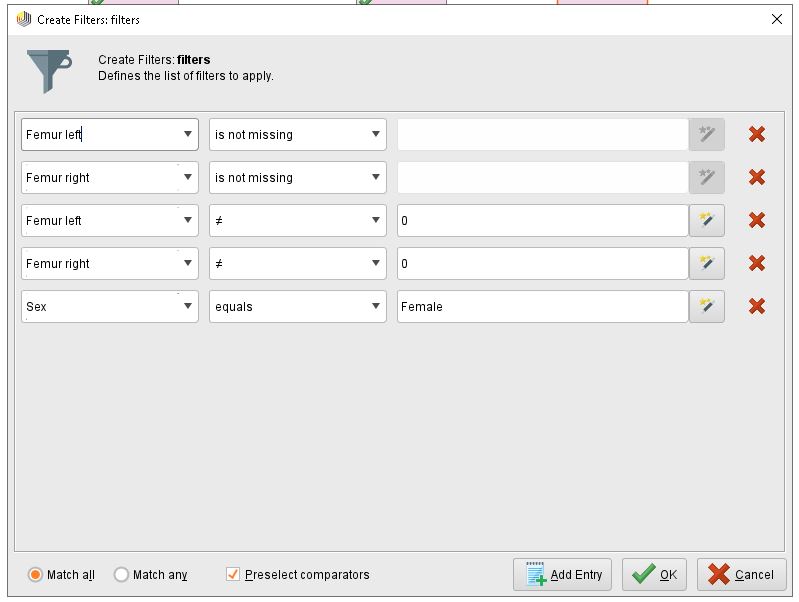 Create Filters: filters
Create Filters: filters
Defines the list of filters to apply.
Femur left is not missing
Femur right is not missing
Femur left ≠ 0
Femur right ≠ 0
Sex equals Female
Match all Match any Preselect comparators Add Entry OK Cancel